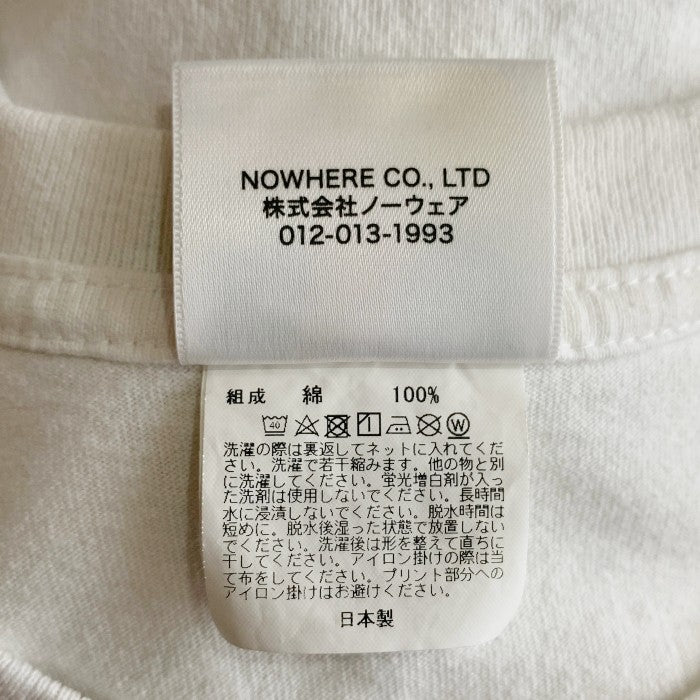 NOWHERE CO., LTD
株式会社ノーウェア
012-013-1993
組成 綿 100%
40 W
洗濯の際は裏返してネットに入れてくだ
さい。洗濯で若干縮みます。他の物と別
に洗濯してください。蛍光増白剤が入っ
た洗剤は使用しないでください。長時間
水に浸漬しないでください。脱水時間は
短めに。脱水後湿った状態で放置しない
でください。洗濯後は形を整えて直ちに
干してください。アイロン掛けの際は当
て布をしてください。プリント部分への
アイロン掛けはお避けください。
日本製